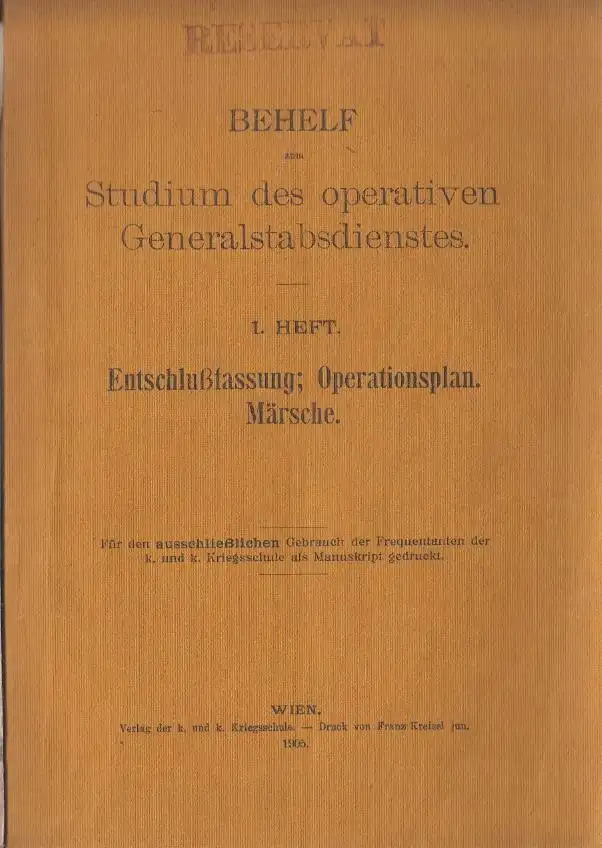 RESERVAT
BEHELF
zum
Studium des operativen
Generalstabsdienstes.
I. HEFT.
Entschlußfassung; Operationsplan.
Märsche.
Für den ausschließlichen Gebrauch der Frequentanten der
k. und k. Kriegsschule als Manuskript gedruckt.
WIEN.
Verlag der k. und k. Kriegsschule. — Druck von Franz Kreisel jun.
1905.